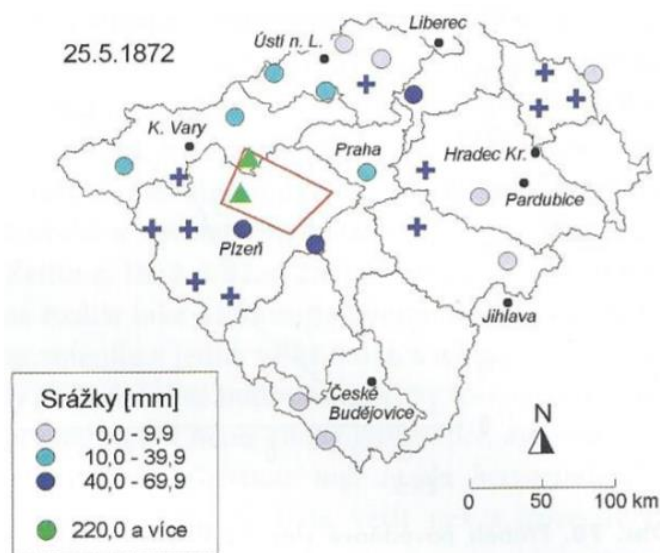 25.5.1872
Liberec
Ústí n. L.
K. Vary
Praha
Hradec Kr.
Pardubice
Plzeň
Jihlava
České
Budějovice
Srážky [mm]
0,0 - 9,9
10,0 - 39,9
40,0 - 69,9
220,0 a více
N
0
50
100 km